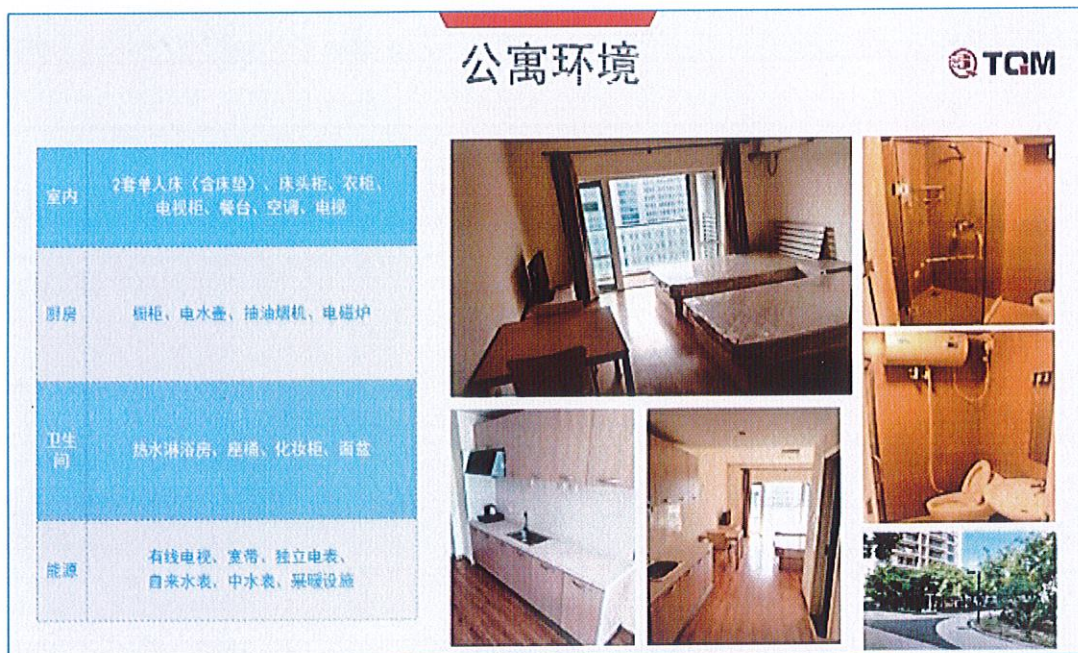 公寓环境
TQM
室内
2套单人床（含床垫）、床头柜、衣柜、
电视柜、餐台、空调、电视
厨房
橱柜、电水壶、抽油烟机、电磁炉
卫生
间
热水淋浴房、座桶、化妆柜、面盆
能源
有线电视、宽带、独立电表、
自来水表、中水表、采暖设施